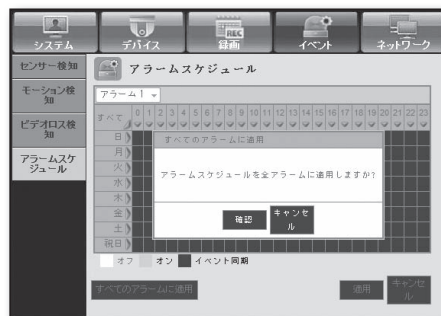 REC
システム
デバイス
録画
イベント
ネットワーク
センサー検知
モーション検
知
ビデオロス検
知
アラームスケ
ジュール
アラームスケジュール
アラーム1
すべて
0 1 2 3 4 5 6 7 8 9 10 11 12 13 14 15 16 17 18 19 20 21 22 23
日
月
火
水
木
金
土
祝日
すべてのアラームに適用
アラームスケジュールを全アラームに適用しますか?
確認
キャンセ
ル
オフ
オン
イベント同期
すべてのアラームに適用
適用
キャンセ
ル